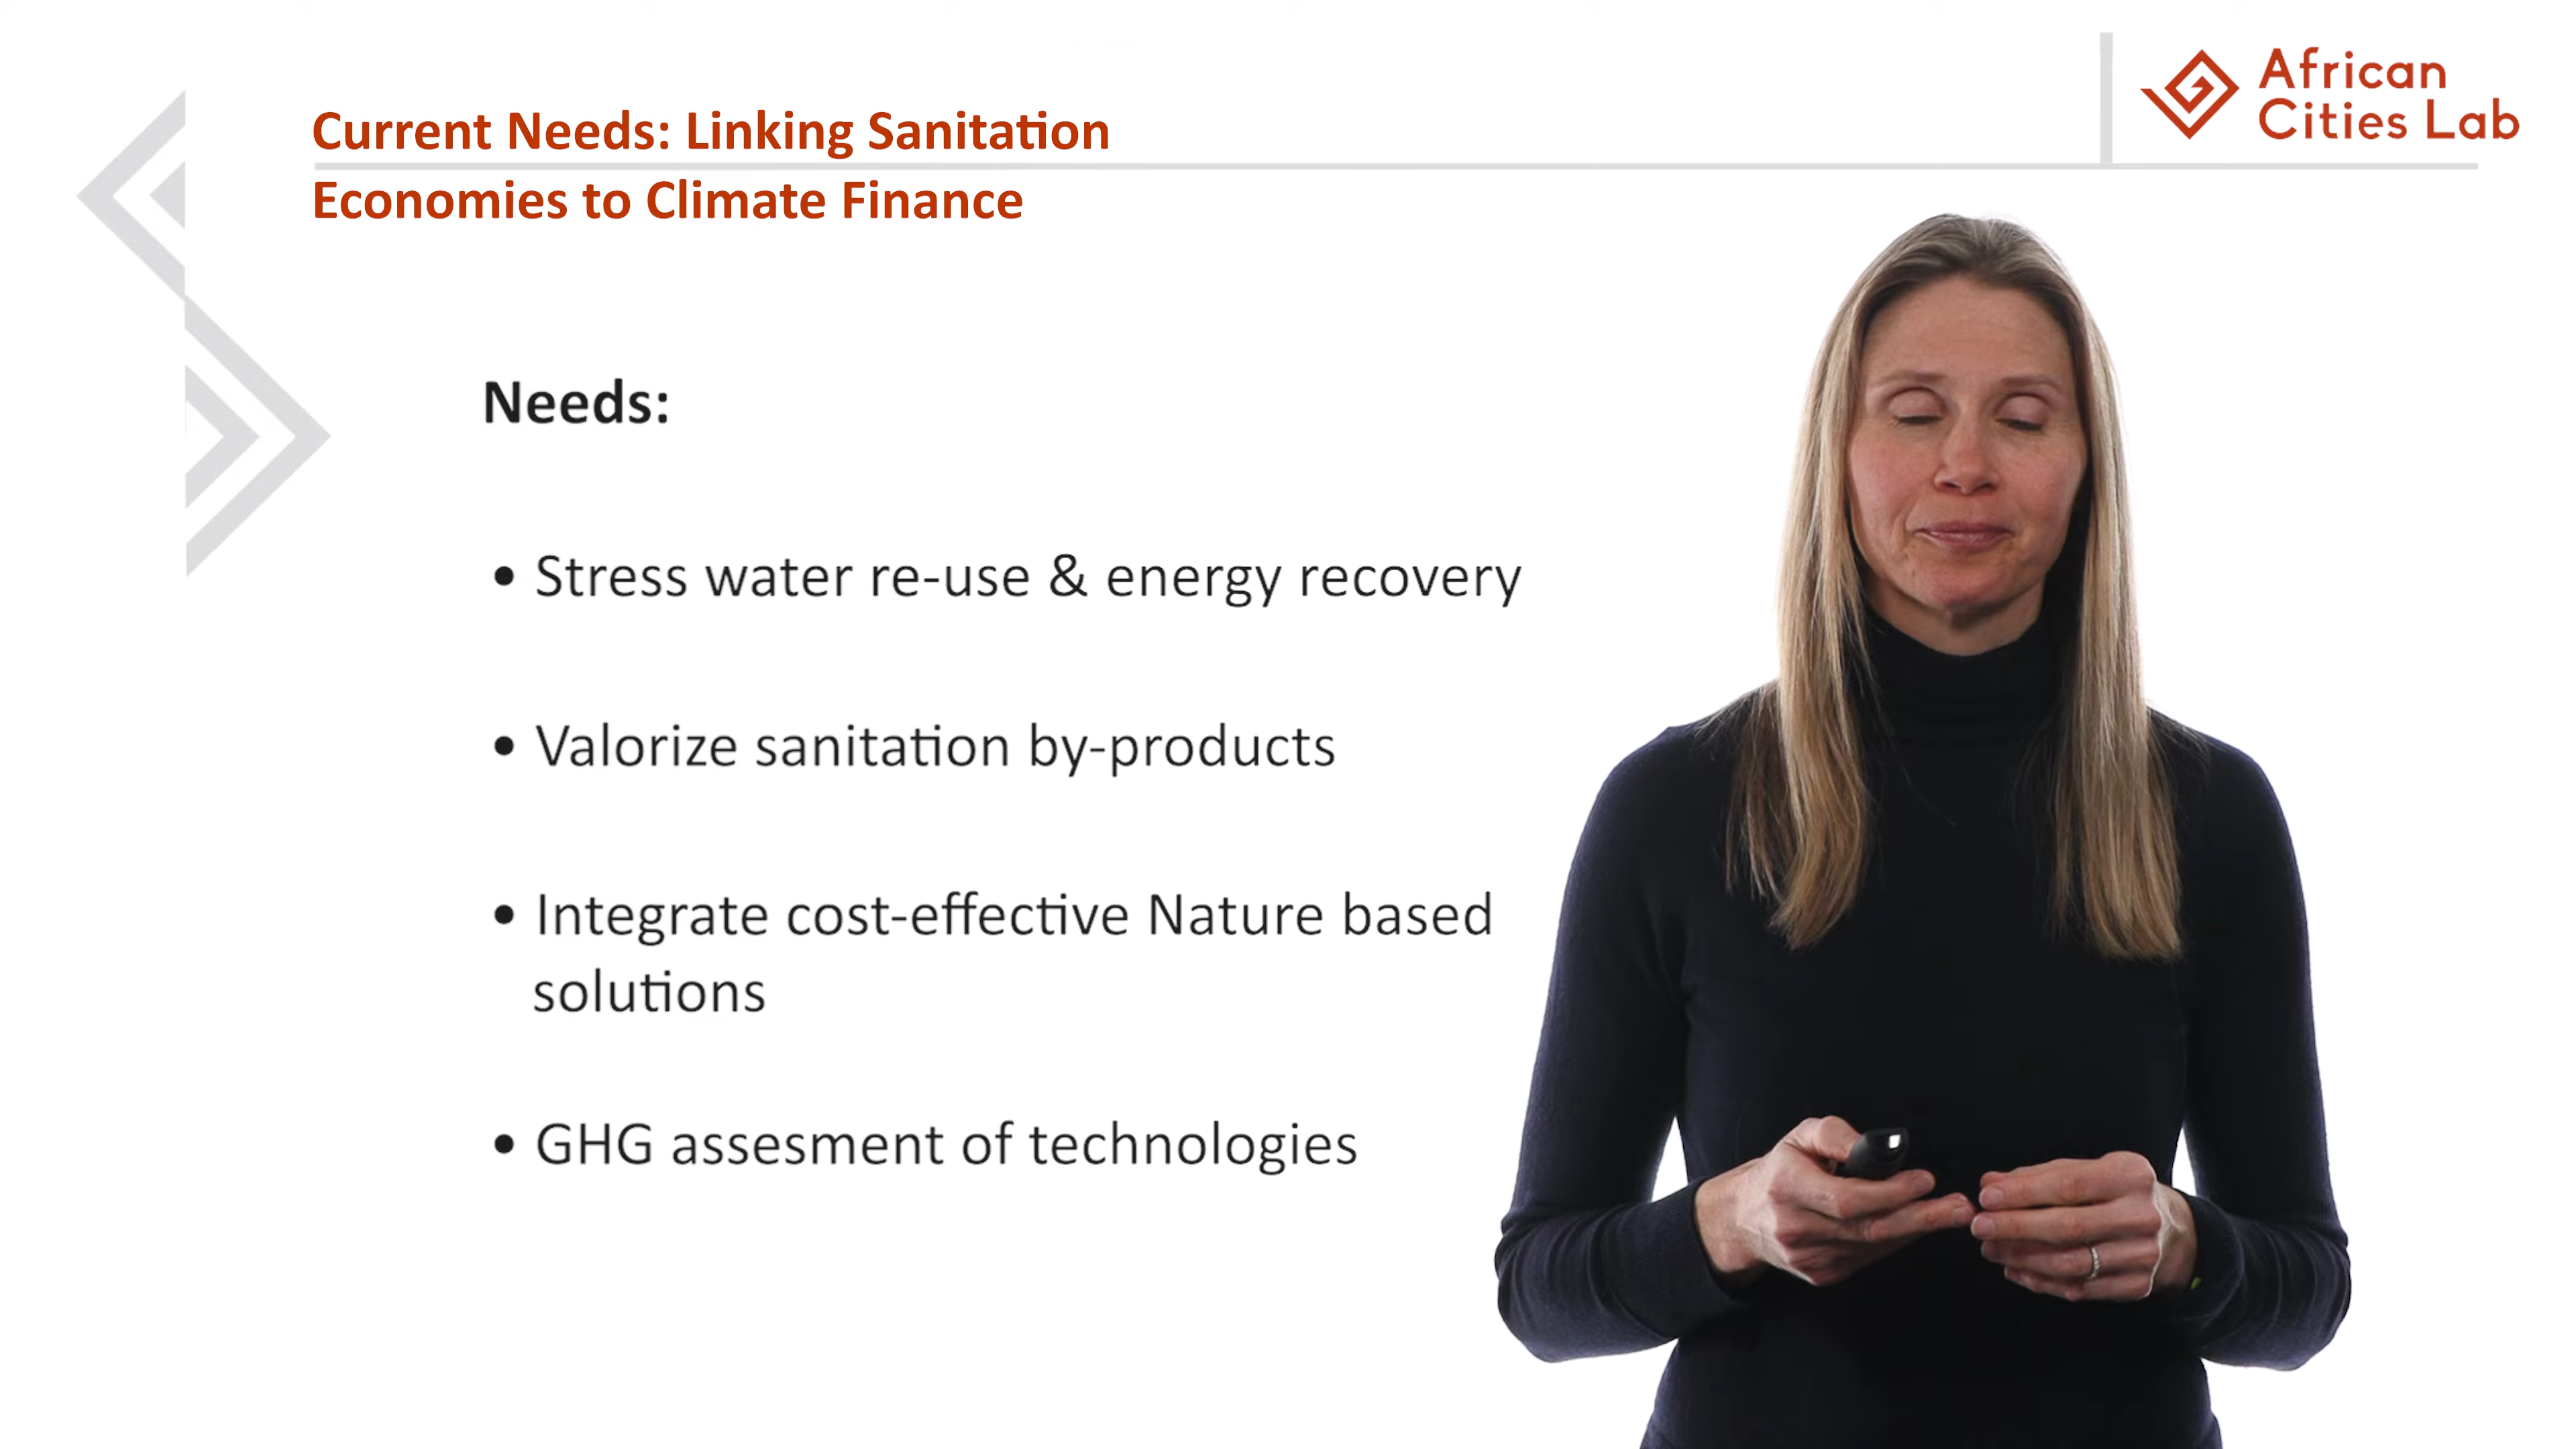 African
Cities Lab
Current Needs: Linking Sanitation
Economies to Climate Finance
Needs:
• Stress water re-use & energy recovery
• Valorize sanitation by-products
• Integrate cost-effective Nature based
solutions
• GHG assesment of technologies